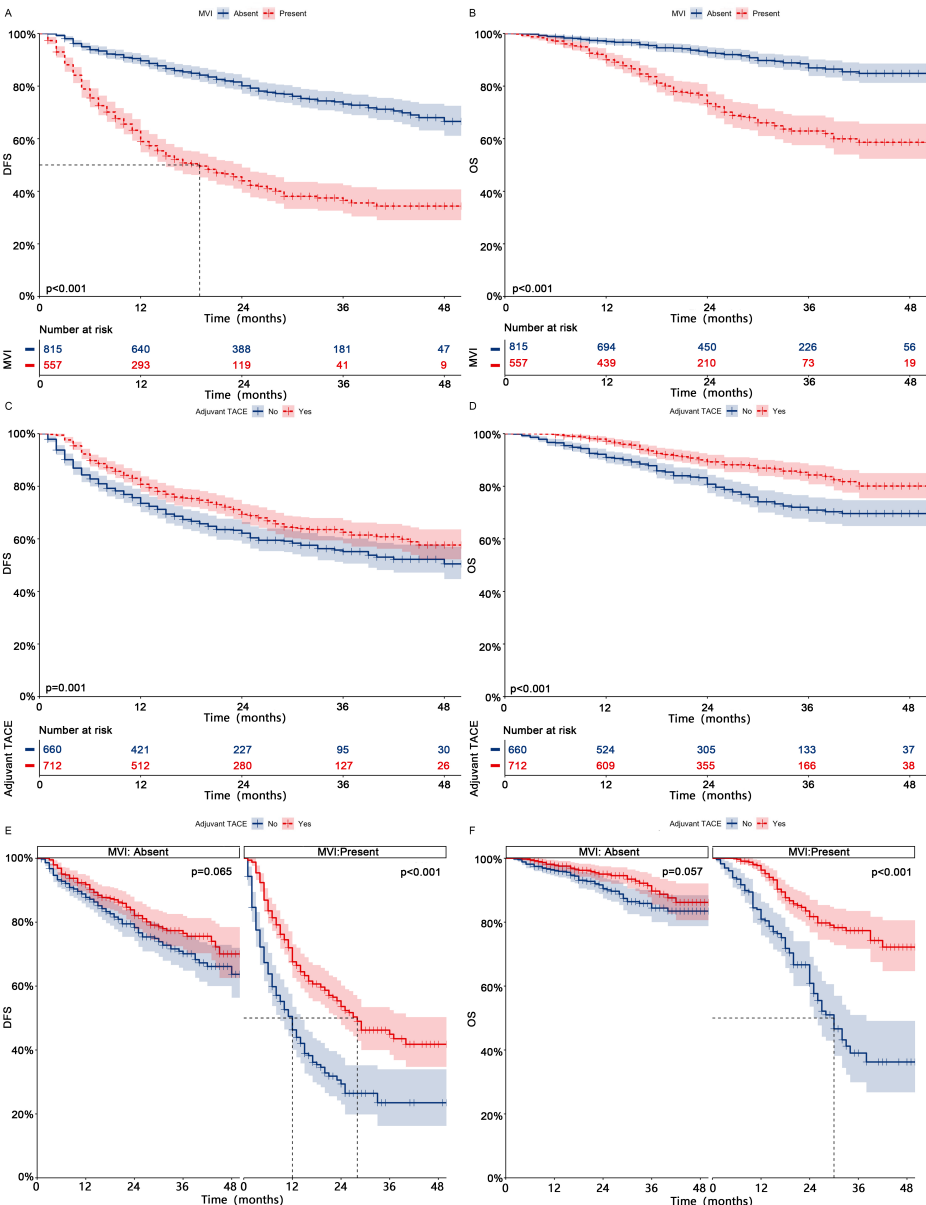 A
MVI Absent Present
100%
80%
60%
40%
20%
0%
DFS
p<0.001
0 12 24 36 48
Time (months)
Number at risk
MVI
815 640 388 181 47
557 293 119 41 9
0 12 24 36 48
Time (months)
B
MVI Absent Present
100%
80%
60%
40%
20%
0%
OS
p<0.001
0 12 24 36 48
Time (months)
Number at risk
MVI
815 694 450 226 56
557 439 210 73 19
0 12 24 36 48
Time (months)
C
Adjuvant TACE No Yes
100%
80%
60%
40%
20%
0%
DFS
p=0.001
0 12 24 36 48
Time (months)
Number at risk
Adjuvant TACE
660 421 227 95 30
712 512 280 127 26
0 12 24 36 48
Time (months)
D
Adjuvant TACE No Yes
100%
80%
60%
40%
20%
0%
OS
p<0.001
0 12 24 36 48
Time (months)
Number at risk
Adjuvant TACE
660 524 305 133 37
712 609 355 166 38
0 12 24 36 48
Time (months)
E
Adjuvant TACE No Yes
MVI: Absent MVI:Present
100%
80%
60%
40%
20%
0%
DFS
p=0.065 p<0.001
0 12 24 36 48 0 12 24 36 48
Time (months)
F
Adjuvant TACE No Yes
MVI: Absent MVI:Present
100%
80%
60%
40%
20%
0%
OS
p=0.057 p<0.001
0 12 24 36 48 0 12 24 36 48
Time (months)